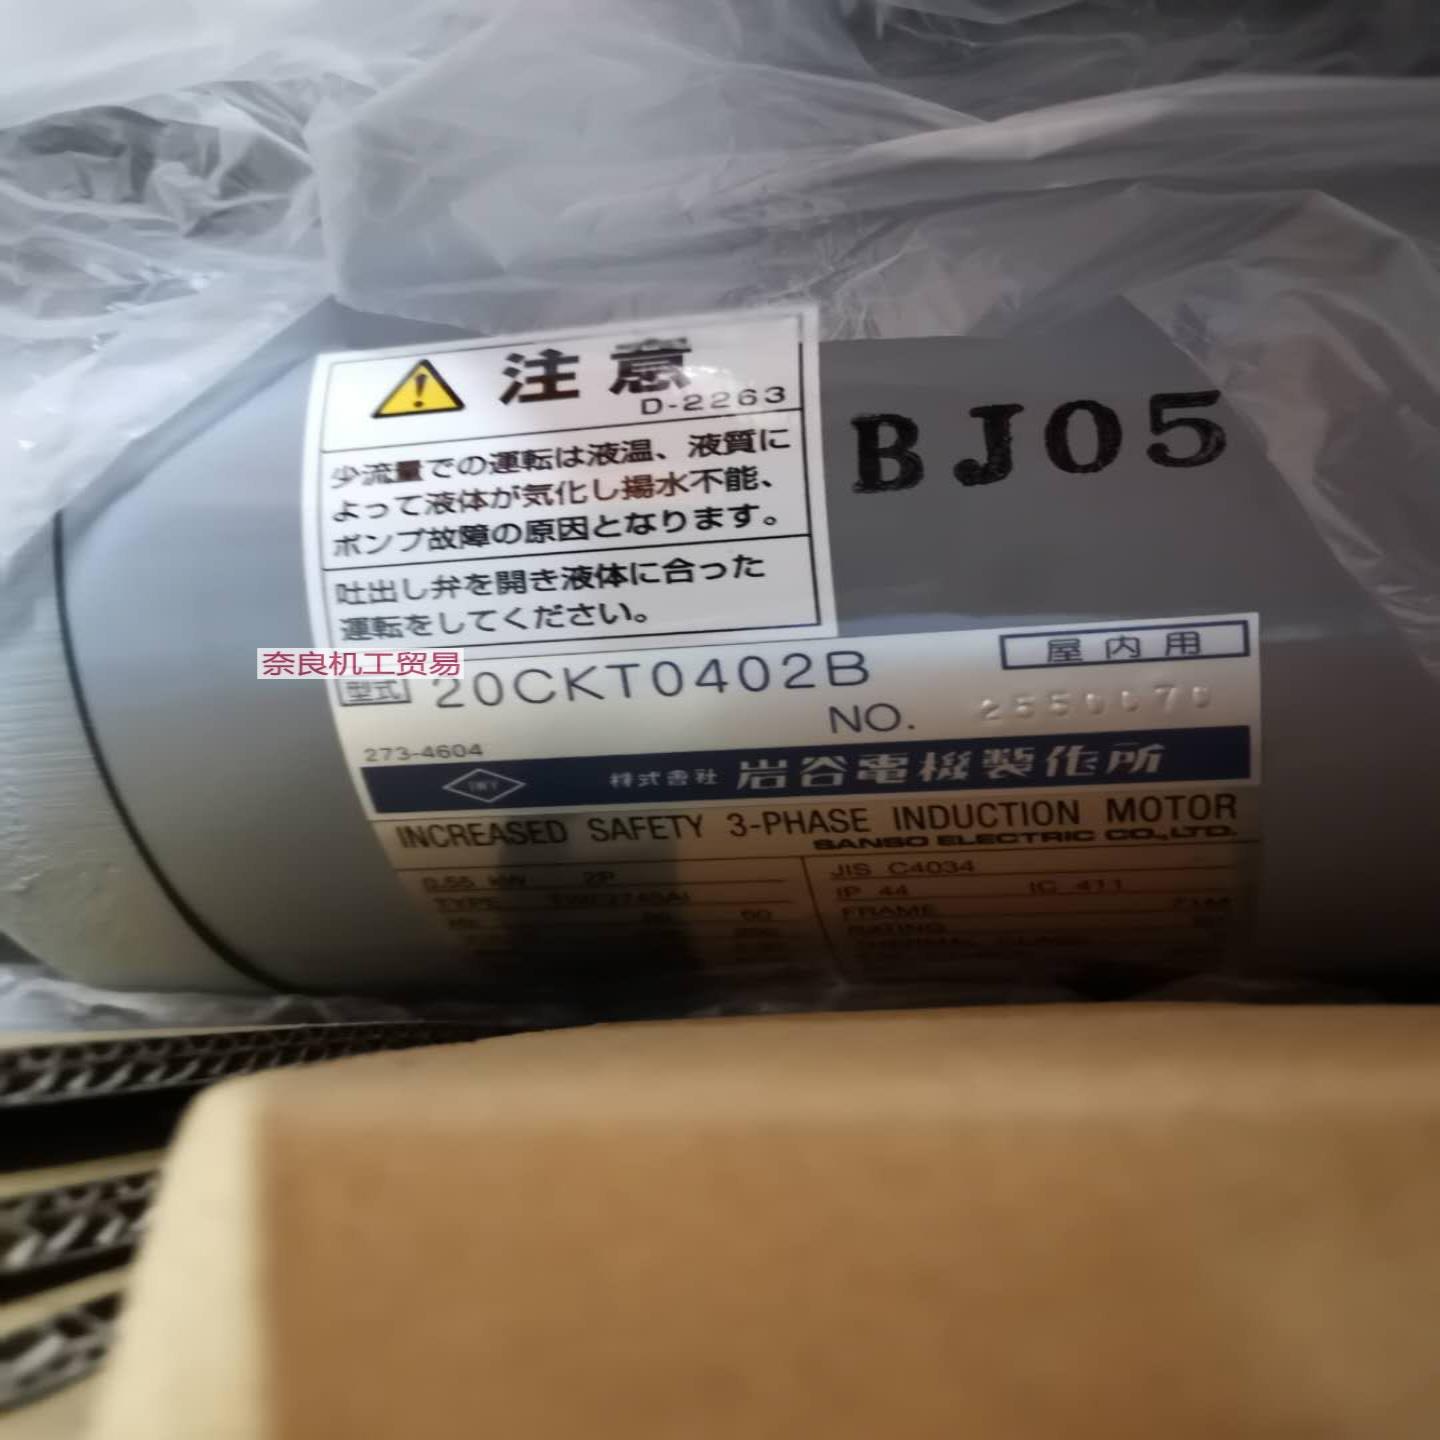 注意
D-2263
少流量での運転は液温、液質に
よって液体が気化し揚水不能、
ポンプ故障の原因となります。
吐出し弁を開き液体に合った
運転をしてください。
BJ05
奈良机工贸易
屋内用
型式 20CKT0402B
NO.
273-4604
株式会社 岩谷電機製作所
INCREASED SAFETY 3-PHASE INDUCTION MOTOR
SANSO ELECTRIC CO.,LTD.
0.55 kW 2P
JIS C4034
TYPE
IP 44 IC 411
FRAME
RATING